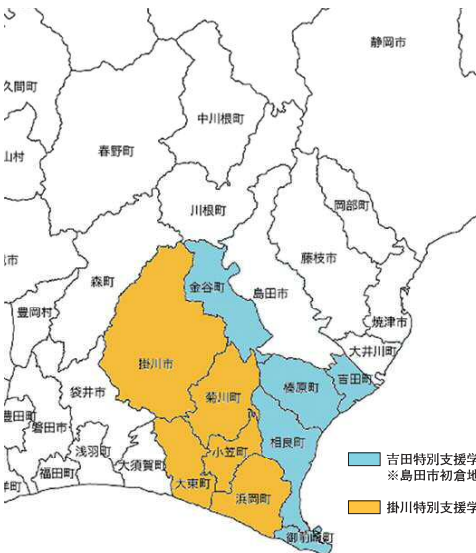 静岡市
久間町
中川根町
春野町
山村
川根町
岡部町
藤枝市
森町
金谷町
島田市
豊岡村
焼津市
大井川町
掛川市
榛原町
吉田町
袋井市
菊川町
豊田町
磐田市
浅羽町
相良町
大須賀町
小笠町
福田町
大東町
浜岡町
御前崎町
吉田特別支援学
※島田市初倉地
掛川特別支援学